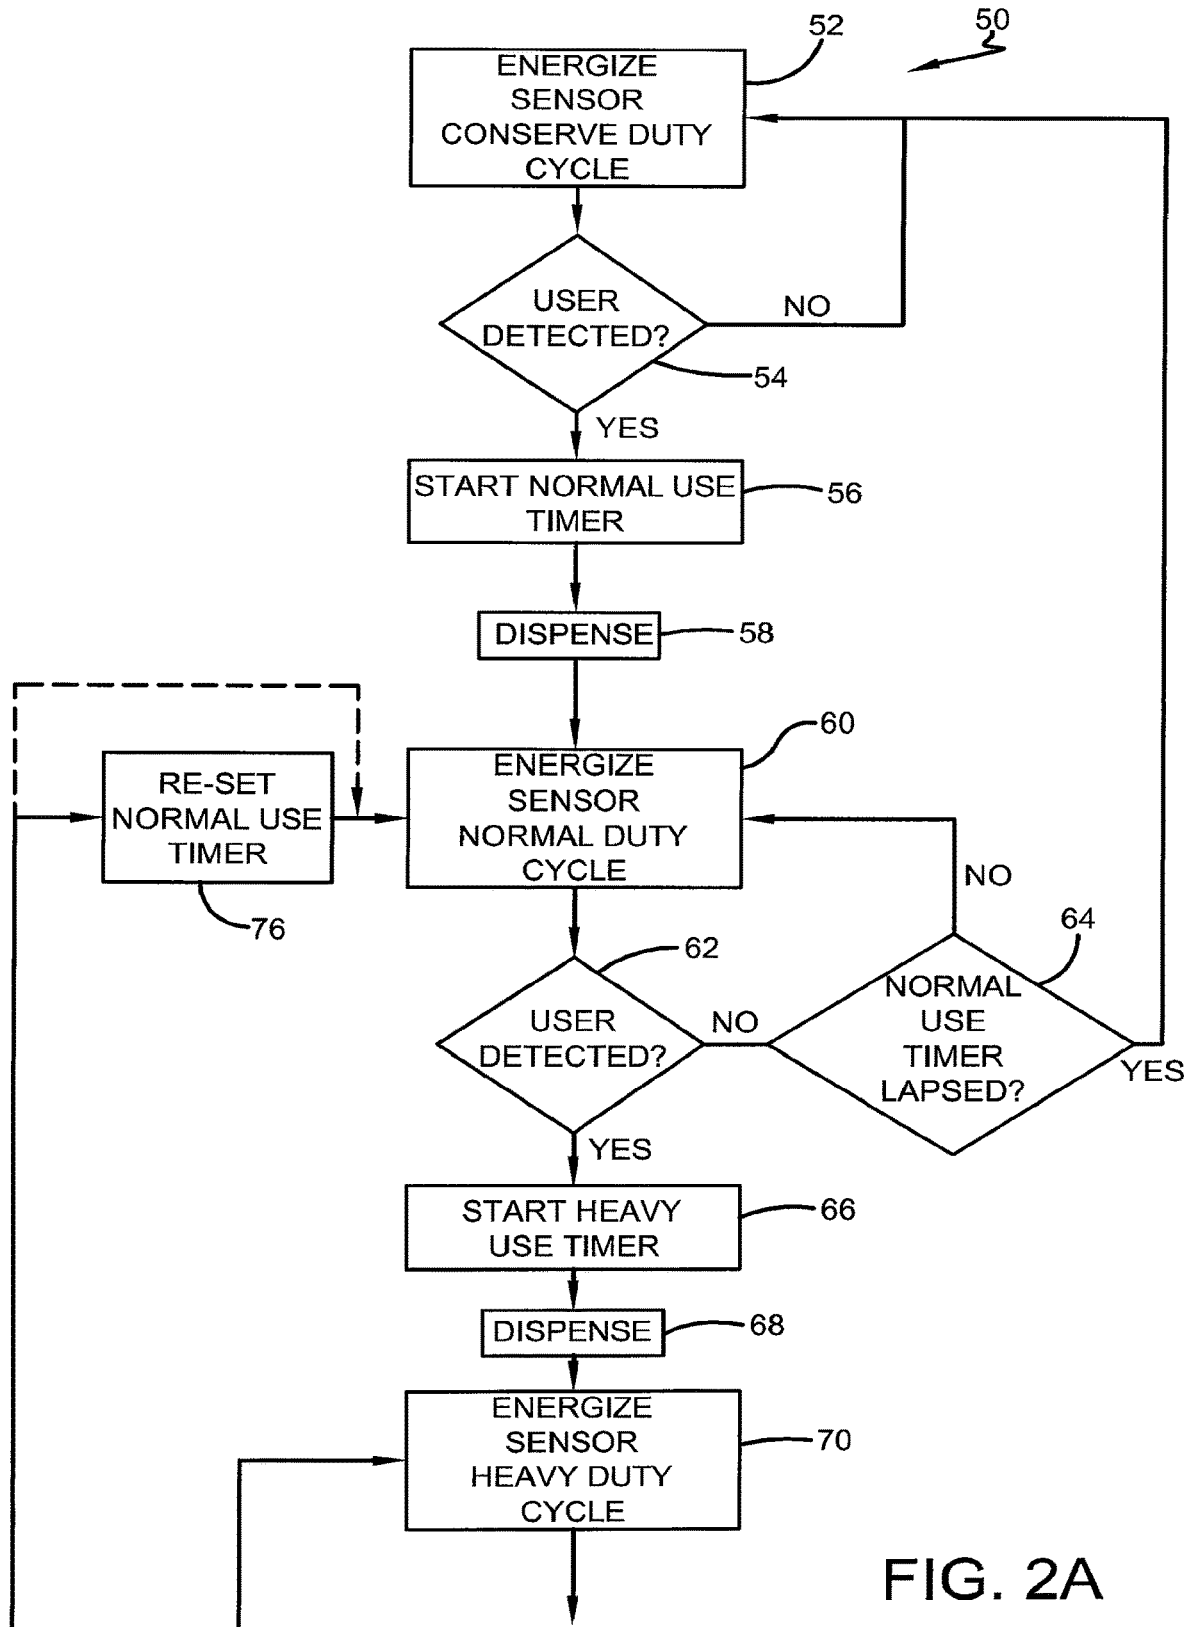 50
52
ENERGIZE
SENSOR
CONSERVE DUTY
CYCLE
USER
DETECTED?
NO
54
YES
START NORMAL USE
TIMER
56
DISPENSE
58
60
ENERGIZE
SENSOR
NORMAL DUTY
CYCLE
RE-SET
NORMAL USE
TIMER
76
NO
62
64
USER
DETECTED?
NO
NORMAL
USE
TIMER
LAPSED?
YES
YES
START HEAVY
USE TIMER
66
DISPENSE
68
ENERGIZE
SENSOR
HEAVY DUTY
CYCLE
70
FIG. 2A